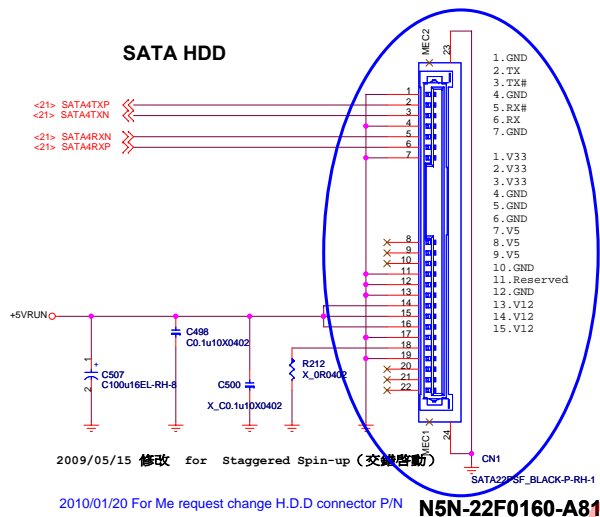 SATA HDD
MEC2
23
<21> SATA4TXP
<21> SATA4TXN
<21> SATA4RXN
<21> SATA4RXP
1
2
3
4
5
6
7
8
9
10
11
12
13
14
15
16
17
18
19
20
21
22
1.GND
2.TX
3.TX#
4.GND
5.RX#
6.RX
7.GND
1.V33
2.V33
3.V33
4.GND
5.GND
6.GND
7.V5
8.V5
9.V5
10.GND
11.Reserved
12.GND
13.V12
14.V12
15.V12
+5VRUN
1
+
2
C507
C100u16EL-RH-8
C498
C0.1u10X0402
C500
X_C0.1u10X0402
R212
X_0R0402
MEC1
24
CN1
SATA22PSF_BLACK-P-RH-1
2009/05/15 修改 for Staggered Spin-up(交錯啓動)
2010/01/20 For Me request change H.D.D connector P/N
N5N-22F0160-A81